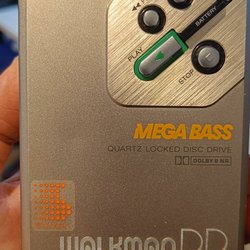 BATTERY
PLAY
STOP
MEGA BASS
QUARTZ LOCKED DISC DRIVE
DOLBY B NR
WALKMAN DD